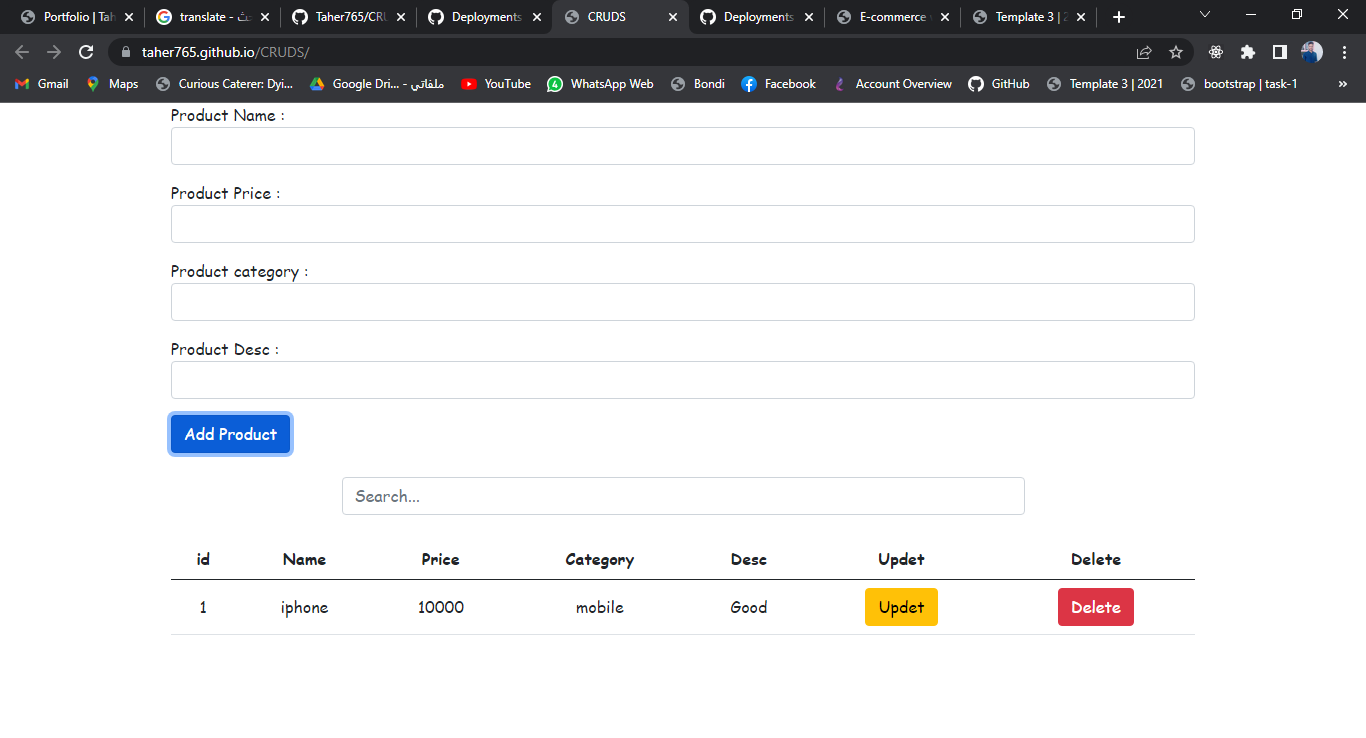 Portfolio | Tah
translate - بحث
Taher765/CRU
Deployments
CRUDS
Deployments
E-commerce
Template 3 | 2
taher765.github.io/CRUDS/
Gmail
Maps
Curious Caterer: Dyi...
Google Dri... - ملفاتي
YouTube
WhatsApp Web
Bondi
Facebook
Account Overview
GitHub
Template 3 | 2021
bootstrap | task-1
»
Product Name :
Product Price :
Product category :
Product Desc :
Add Product
Search...
id Name Price Category Desc Updet Delete
1 iphone 10000 mobile Good Updet Delete